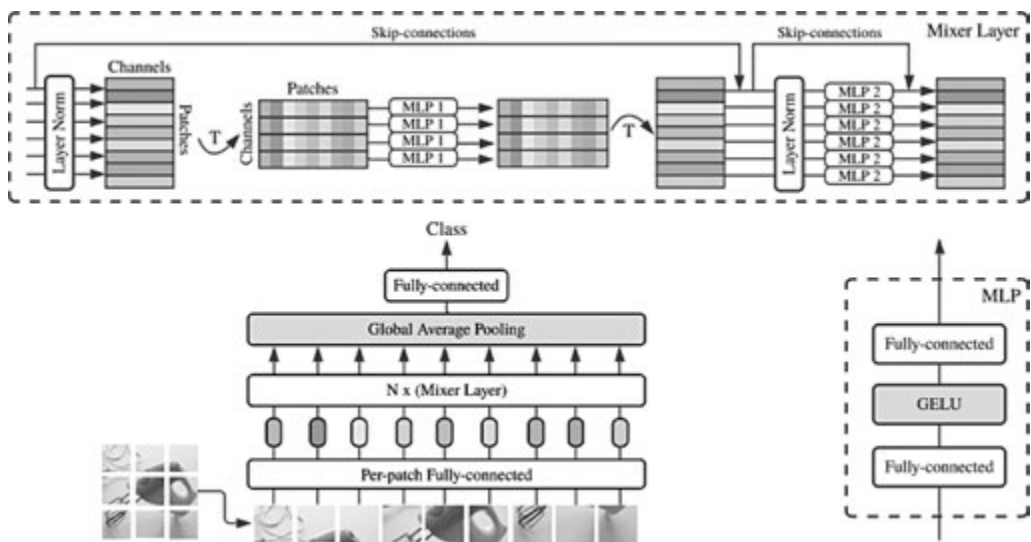 Skip-connections
Skip-connections
Mixer Layer
Channels
Layer Norm
Patches
T
Patches
Channels
MLP 1
MLP 1
MLP 1
MLP 1
T
Layer Norm
MLP 2
MLP 2
MLP 2
MLP 2
MLP 2
MLP 2
MLP 2
Class
Fully-connected
Global Average Pooling
N x (Mixer Layer)
Per-patch Fully-connected
MLP
Fully-connected
GELU
Fully-connected